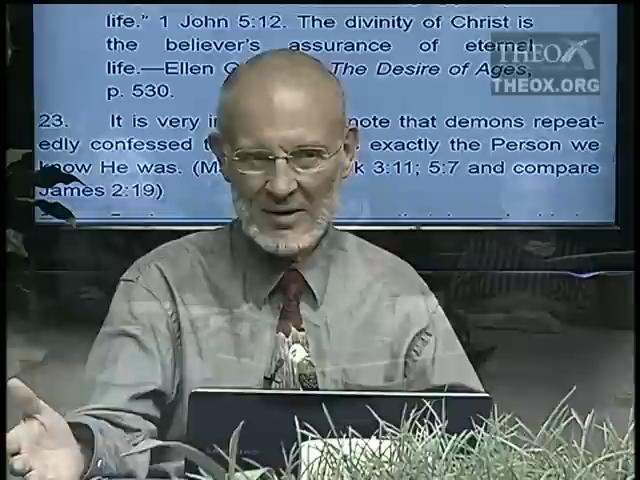 life." 1 John 5:12. The divinity of Christ is
the believer's assurance of eternal
life.—Ellen The Desire of Ages,
p. 530.
23. It is very note that demons repeat-
edly confessed exactly the Person we
know He was. 3:11; 5:7 and compare
James 2:19)
THEOX
THEOX.ORG